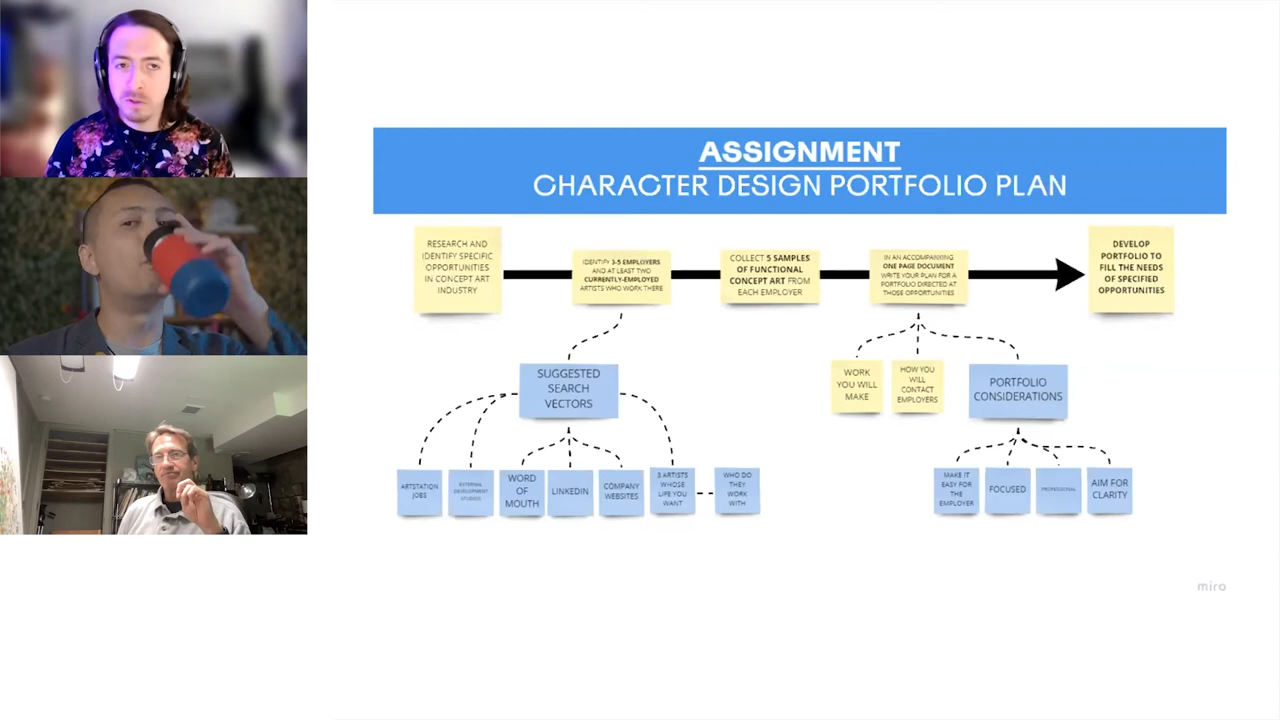 ASSIGNMENT
CHARACTER DESIGN PORTFOLIO PLAN
RESEARCH AND
IDENTIFY SPECIFIC
OPPORTUNITIES
IN CONCEPT ART
INDUSTRY
IDENTIFY 3-5 EMPLOYERS
AND AT LEAST TWO
CURRENTLY-EMPLOYED
ARTISTS WHO WORK THERE
COLLECT 5 SAMPLES
OF FUNCTIONAL
CONCEPT ART FROM
EACH EMPLOYER
IN AN ACCOMPANYING
ONE PAGE DOCUMENT
WRITE YOUR PLAN FOR A
PORTFOLIO DIRECTED AT
THOSE OPPORTUNITIES
DEVELOP
PORTFOLIO TO
FILL THE NEEDS
OF SPECIFIED
OPPORTUNITIES
SUGGESTED
SEARCH
VECTORS
WORK
YOU WILL
MAKE
HOW YOU
WILL
CONTACT
EMPLOYERS
PORTFOLIO
CONSIDERATIONS
ARTSTATION
JOBS
EXTERNAL
DEVELOPMENT
STUDIOS
WORD
OF
MOUTH
LINKEDIN
COMPANY
WEBSITES
3 ARTISTS
WHOSE
LIFE YOU
WANT
WHO DO
THEY
WORK
WITH
MAKE IT
EASY FOR
THE
EMPLOYER
FOCUSED
PROFESSIONAL
AIM FOR
CLARITY
miro